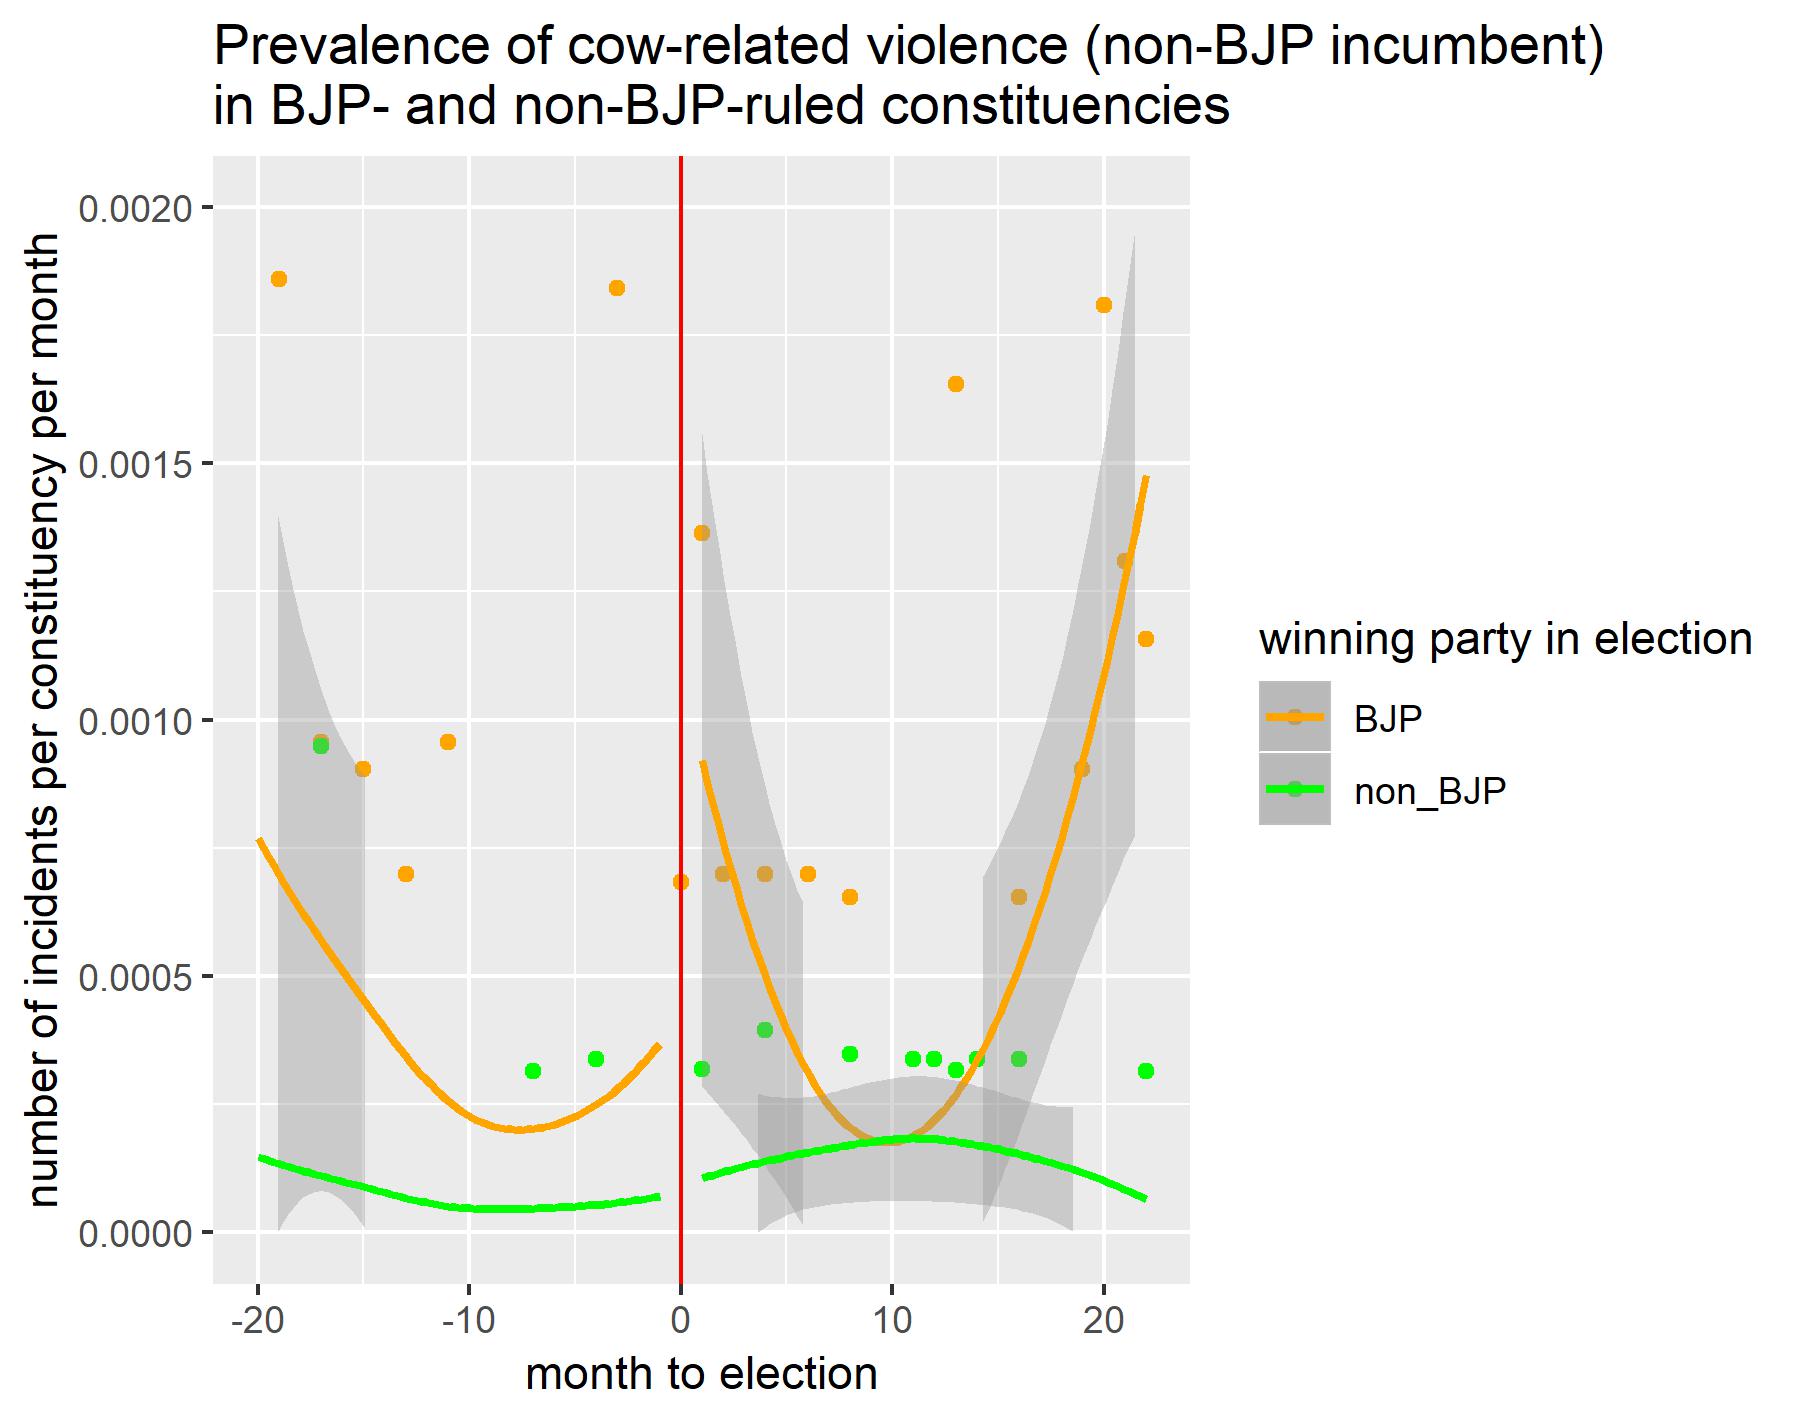 Prevalence of cow-related violence (non-BJP incumbent)
in BJP- and non-BJP-ruled constituencies
number of incidents per constituency per month
0.0020
0.0015
0.0010
0.0005
0.0000
-20
-10
0
10
20
month to election
winning party in election
BJP
non_BJP